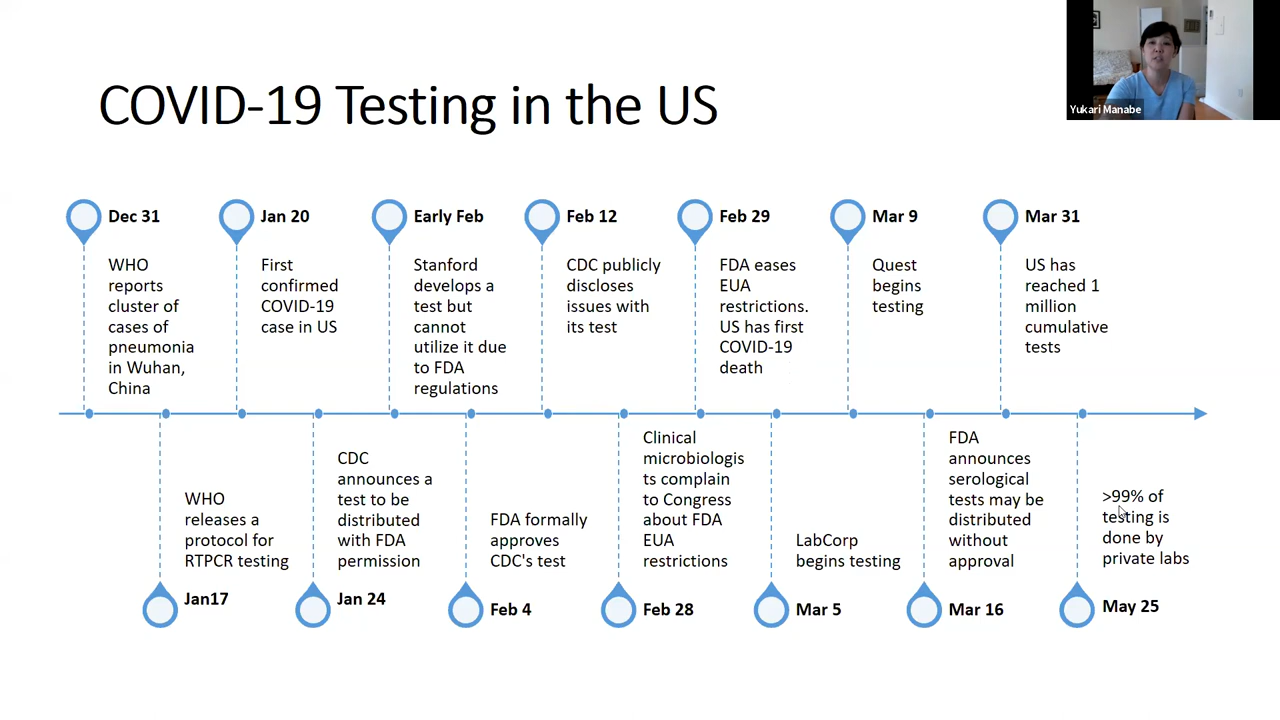 COVID-19 Testing in the US
Yukari Manabe
Dec 31
WHO
reports
cluster of
cases of
pneumonia
in Wuhan,
China
Jan17
WHO
releases a
protocol for
RTPCR testing
Jan 20
First
confirmed
COVID-19
case in US
Jan 24
CDC
announces a
test to be
distributed
with FDA
permission
Early Feb
Stanford
develops a
test but
cannot
utilize it due
to FDA
regulations
Feb 4
FDA formally
approves
CDC's test
Feb 12
CDC publicly
discloses
issues with
its test
Feb 28
Clinical
microbiologis
ts complain
to Congress
about FDA
EUA
restrictions
Feb 29
FDA eases
EUA
restrictions.
US has first
COVID-19
death
Mar 5
LabCorp
begins testing
Mar 9
Quest
begins
testing
Mar 16
FDA
announces
serological
tests may be
distributed
without
approval
Mar 31
US has
reached 1
million
cumulative
tests
May 25
>99% of
testing is
done by
private labs